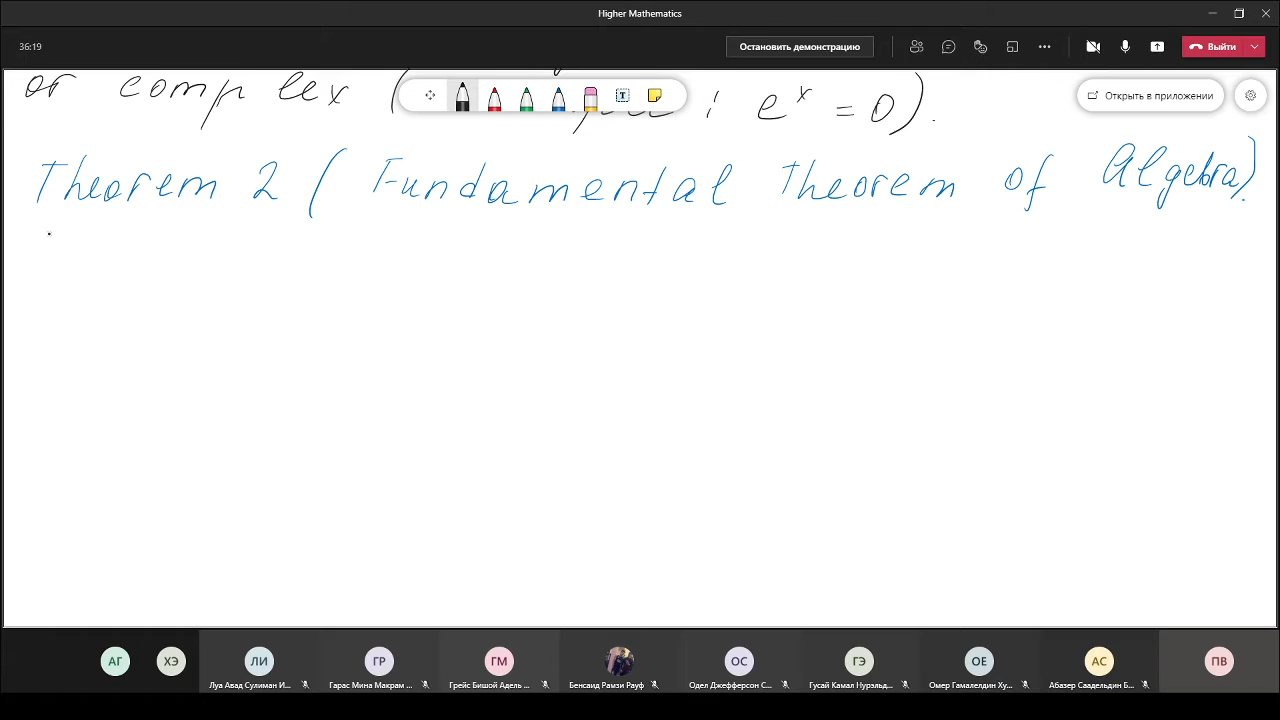 Higher Mathematics
36:19
Остановить демонстрацию
Выйти
or complex ( : eˣ = 0).
Открыть в приложении
Theorem 2 ( Fundamental Theorem of Algebra).
T
АГ
ХЭ
ЛИ
ГР
ГМ
ОС
ГЭ
ОЕ
АС
ПВ
Луа Авад Сулиман И...
Гарас Мина Макрам ...
Грейс Бишой Адель ...
Бенсаид Рамзи Рауф
Одел Джефферсон С...
Гусай Камал Нурэльд...
Омер Гамалелдин Ху...
Абазер Саадельдин Б...